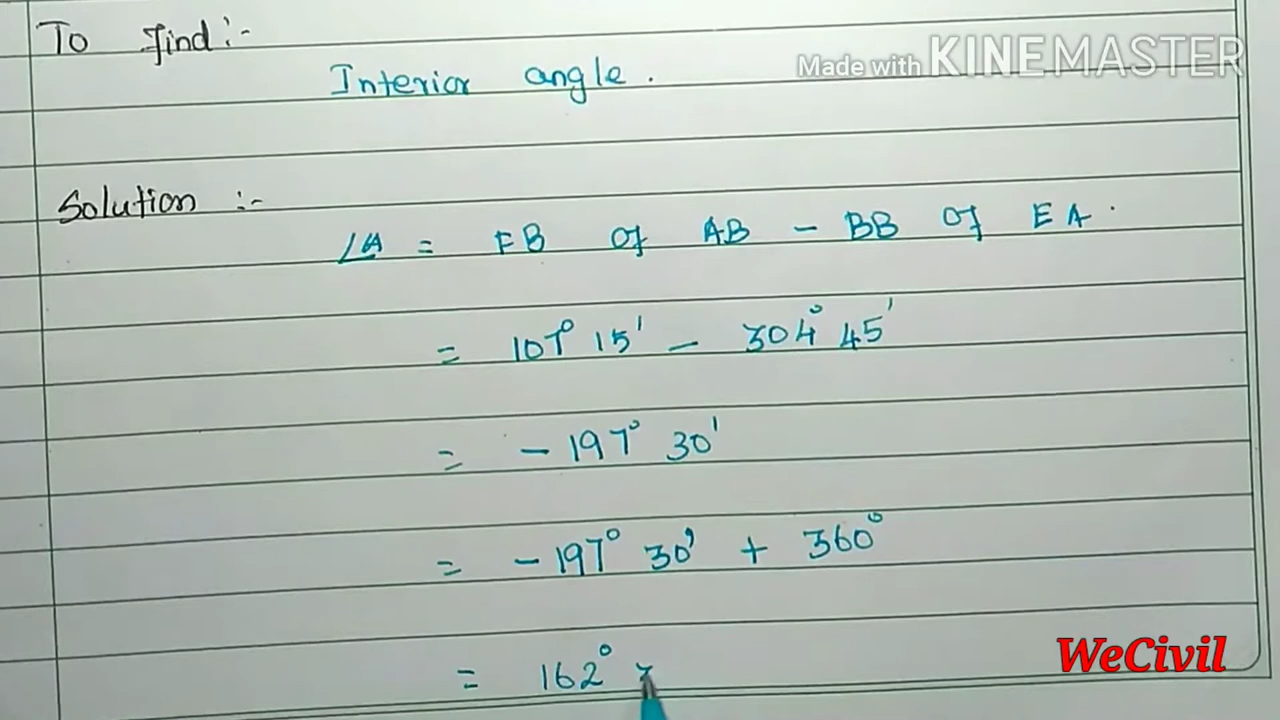 To find:-
Made with KINEMASTER
Interior angle.
Solution :-
∠A = FB of AB - BB of EA.
= 107° 15' - 304° 45'
= -197° 30'
= -197° 30' + 360°
= 162°
WeCivil